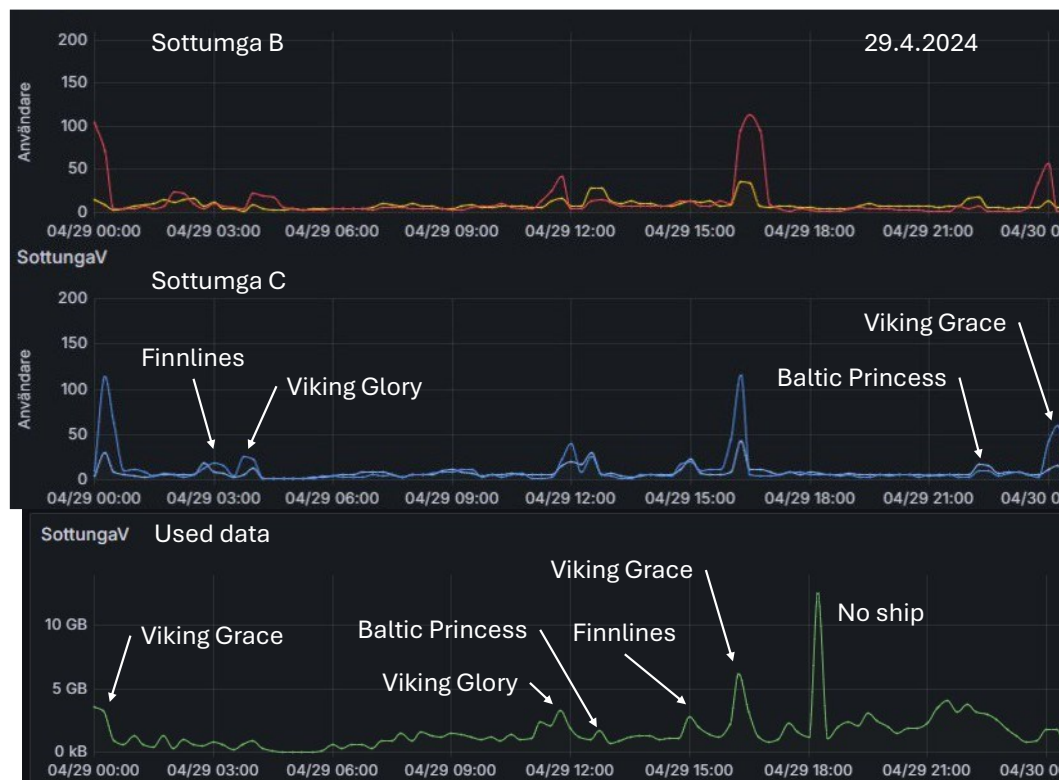 Sottumga B
29.4.2024
200
150
100
50
0
Användare
04/29 00:00 04/29 03:00 04/29 06:00 04/29 09:00 04/29 12:00 04/29 15:00 04/29 18:00 04/29 21:00 04/30 0
SottungaV
Sottumga C
200
150
100
50
0
Användare
Finnlines
Viking Glory
Viking Grace
Baltic Princess
04/29 00:00 04/29 03:00 04/29 06:00 04/29 09:00 04/29 12:00 04/29 15:00 04/29 18:00 04/29 21:00 04/30 0
SottungaV
Used data
10 GB
5 GB
0 kB
Viking Grace
Baltic Princess
Viking Glory
Finnlines
Viking Grace
No ship
04/29 00:00 04/29 03:00 04/29 06:00 04/29 09:00 04/29 12:00 04/29 15:00 04/29 18:00 04/29 21:00 04/30 0